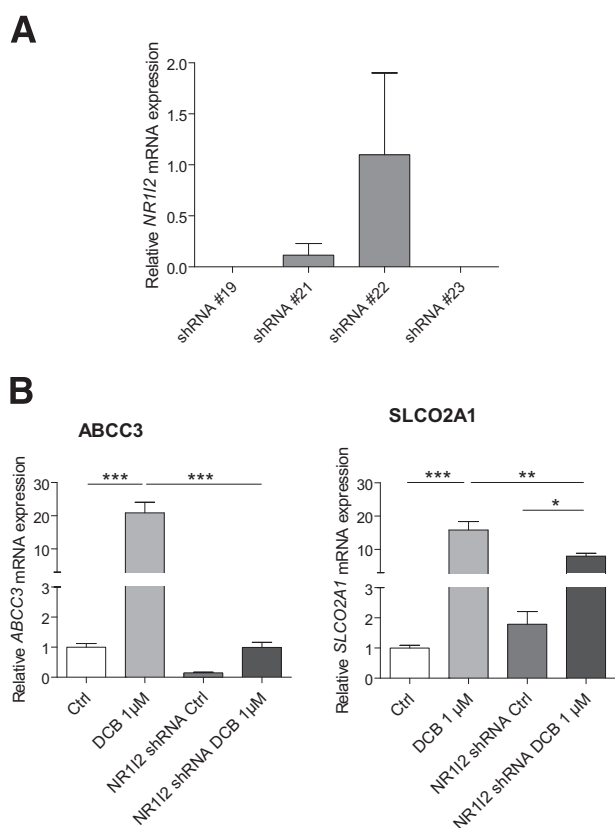 A
Relative NR1I2 mRNA expression
2.0
1.5
1.0
0.5
0.0
shRNA #19
shRNA #21
shRNA #22
shRNA #23
B
ABCC3
Relative ABCC3 mRNA expression
30
20
10
3
2
1
0
***
***
Ctrl
DCB 1µM
NR1I2 shRNA Ctrl
NR1I2 shRNA DCB 1µM
SLCO2A1
Relative SLCO2A1 mRNA expression
30
20
10
3
2
1
0
***
**
*
Ctrl
DCB 1 µM
NR1I2 shRNA Ctrl
NR1I2 shRNA DCB 1 µM